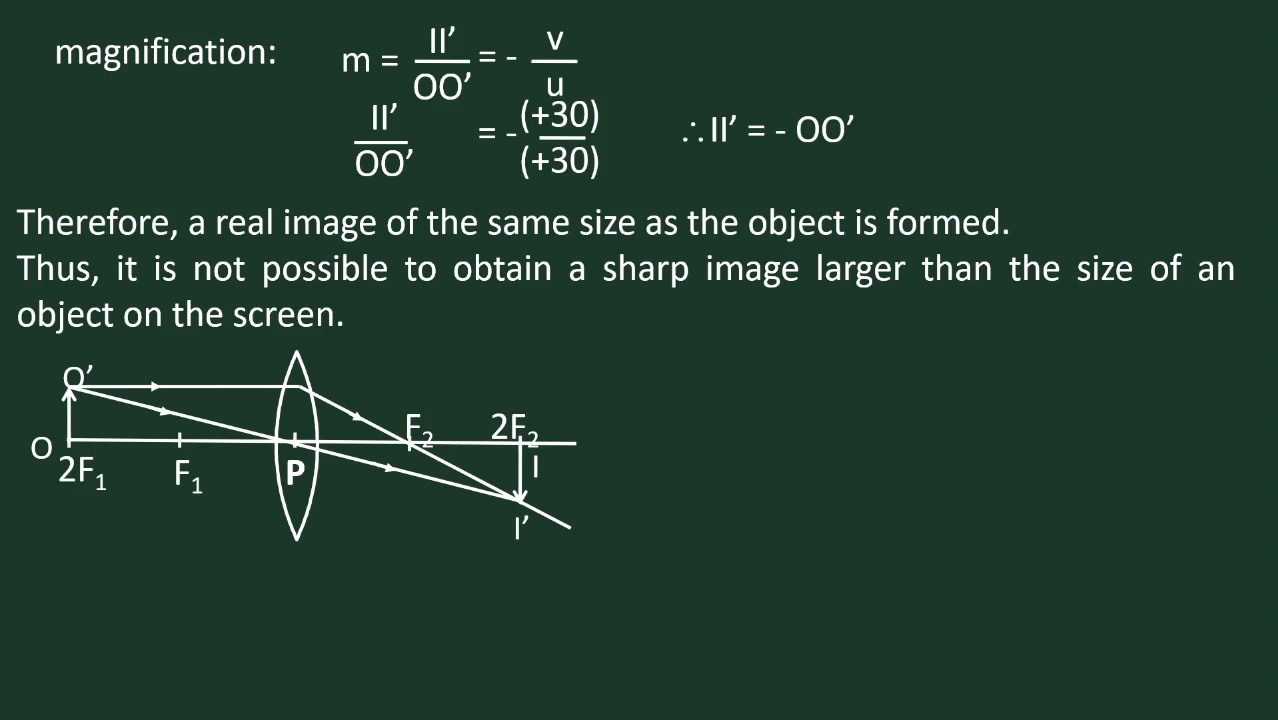 magnification: m = II’/OO’ = - v/u
II’/OO’ = - (+30)/(+30) ∴II’ = - OO’
Therefore, a real image of the same size as the object is formed.
Thus, it is not possible to obtain a sharp image larger than the size of an
object on the screen.
O’
F₂ 2F₂
O
2F₁ F₁ P I
I’